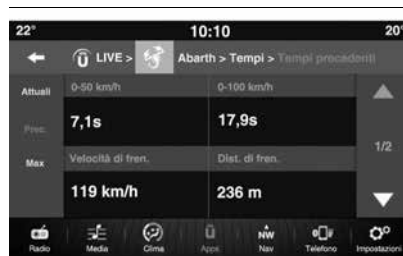 22° 10:10 20°
Ü LIVE > Abarth > Tempi > Tempi precedenti
Attuali 0-50 km/h 0-100 km/h
7,1s 17,9s
Prec. 1/2
Max Velocità di fren. Dist. di fren.
119 km/h 236 m
Radio Media Clima Apps Nav Telefono Impostazioni